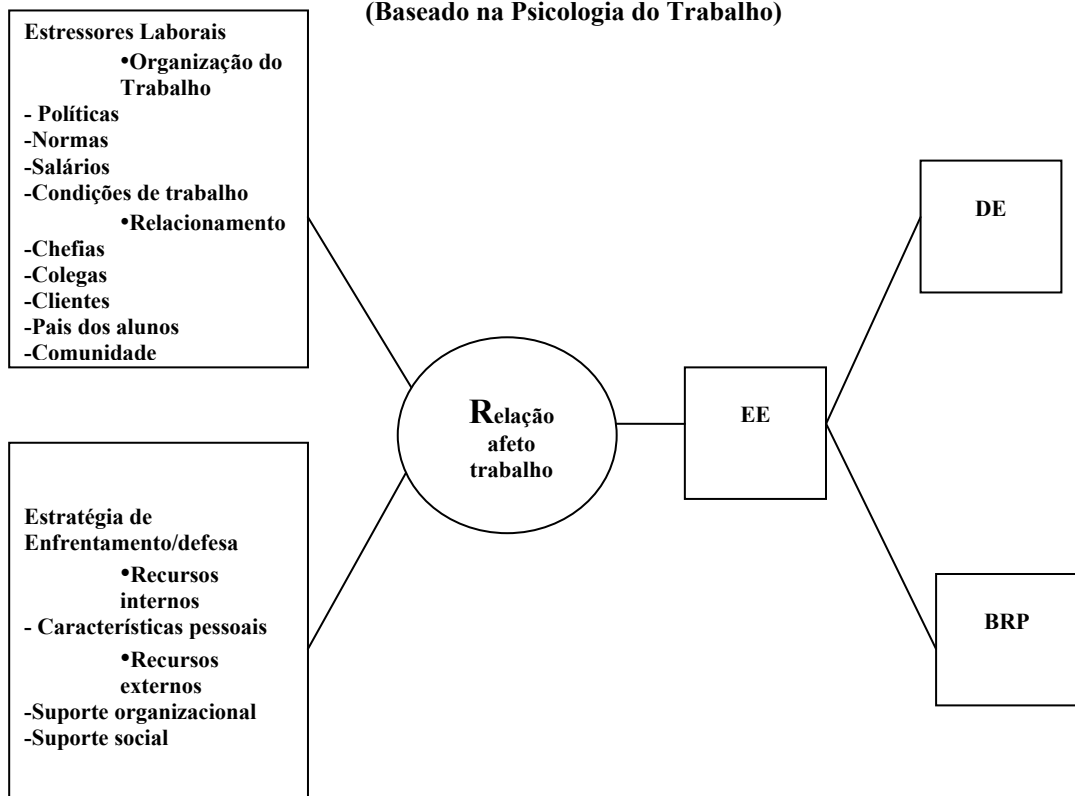 (Baseado na Psicologia do Trabalho)
Estressores Laborais
•Organização do
Trabalho
- Políticas
-Normas
-Salários
-Condições de trabalho
•Relacionamento
-Chefias
-Colegas
-Clientes
-Pais dos alunos
-Comunidade
Estratégia de
Enfrentamento/defesa
•Recursos
internos
- Características pessoais
•Recursos
externos
-Suporte organizacional
-Suporte social
Relação
afeto
trabalho
EE
DE
BRP